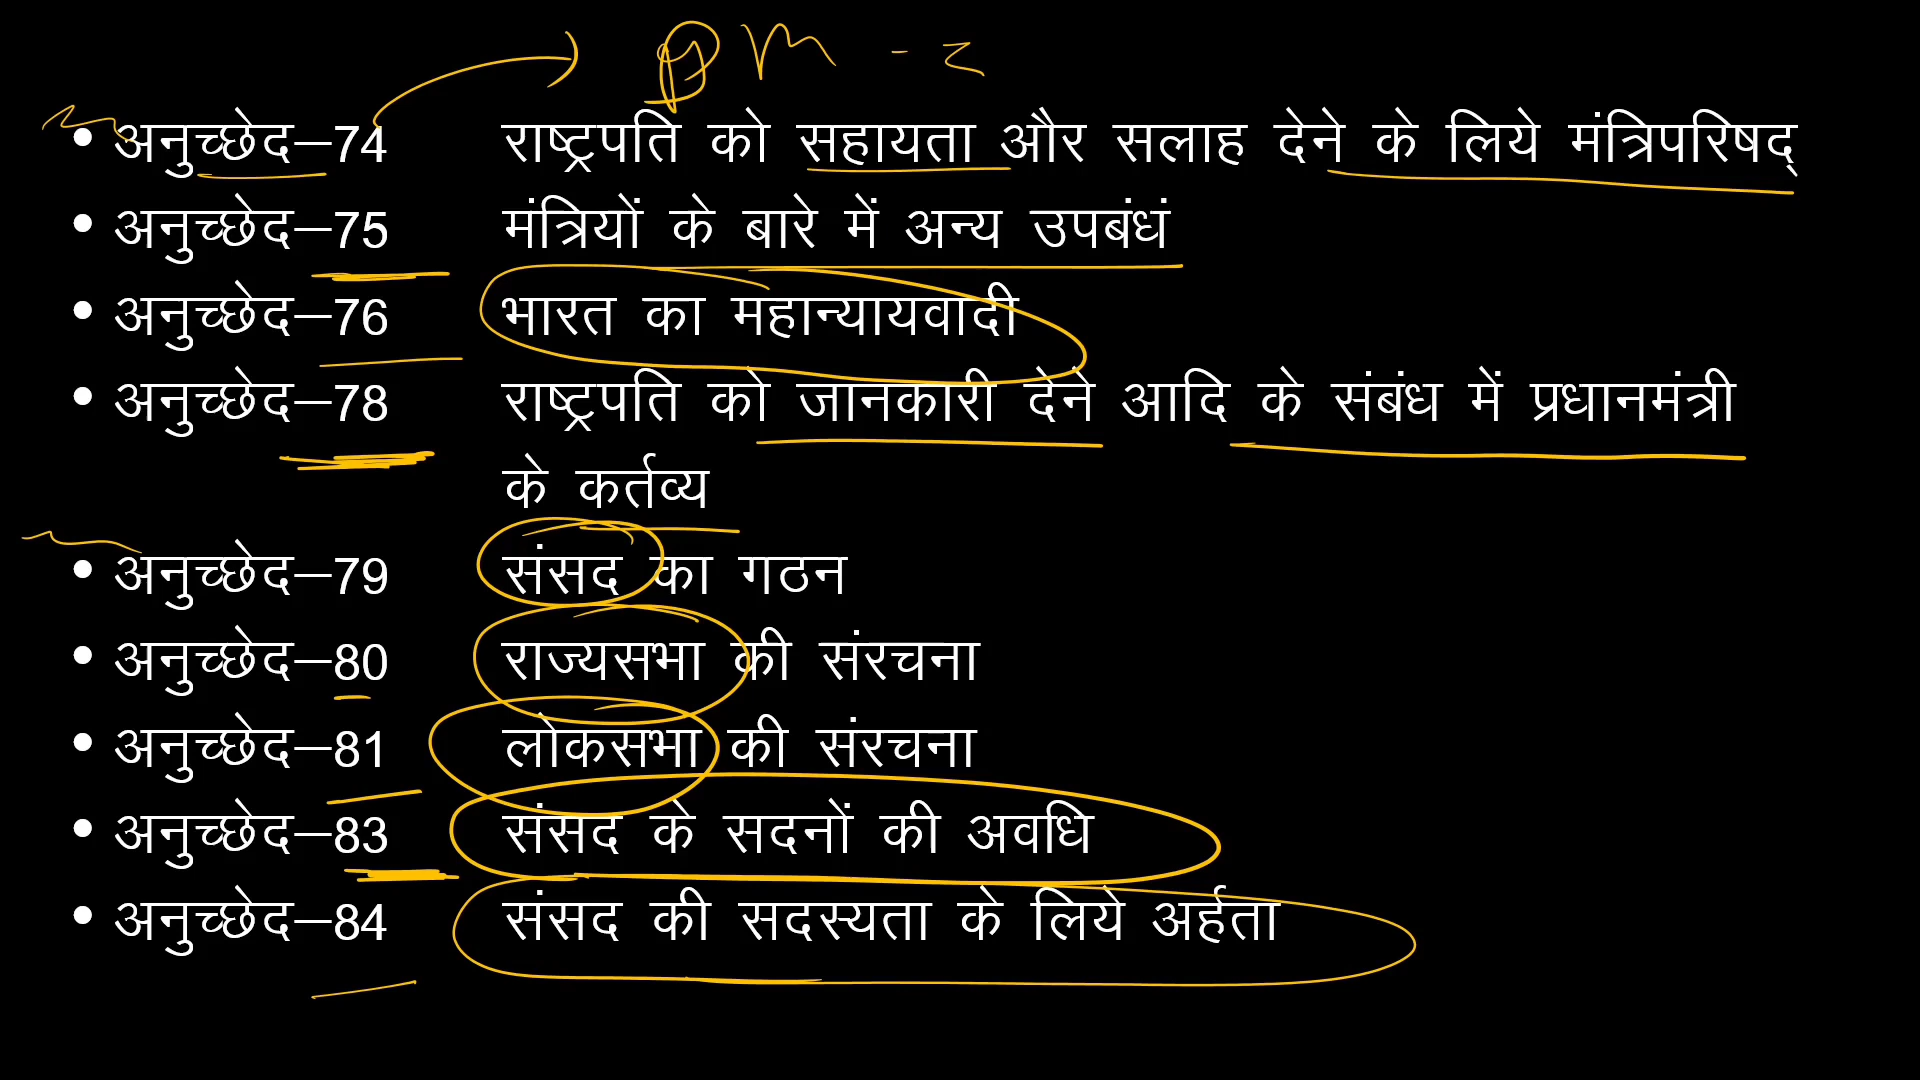 PM - 2
• अनुच्छेद–74 राष्ट्रपति को सहायता और सलाह देने के लिये मंत्रिपरिषद्
• अनुच्छेद–75 मंत्रियों के बारे में अन्य उपबंधं
• अनुच्छेद–76 भारत का महान्यायवादी
• अनुच्छेद–78 राष्ट्रपति को जानकारी देने आदि के संबंध में प्रधानमंत्री
के कर्तव्य
• अनुच्छेद–79 संसद का गठन
• अनुच्छेद–80 राज्यसभा की संरचना
• अनुच्छेद–81 लोकसभा की संरचना
• अनुच्छेद–83 संसद के सदनों की अवधि
• अनुच्छेद–84 संसद की सदस्यता के लिये अर्हता